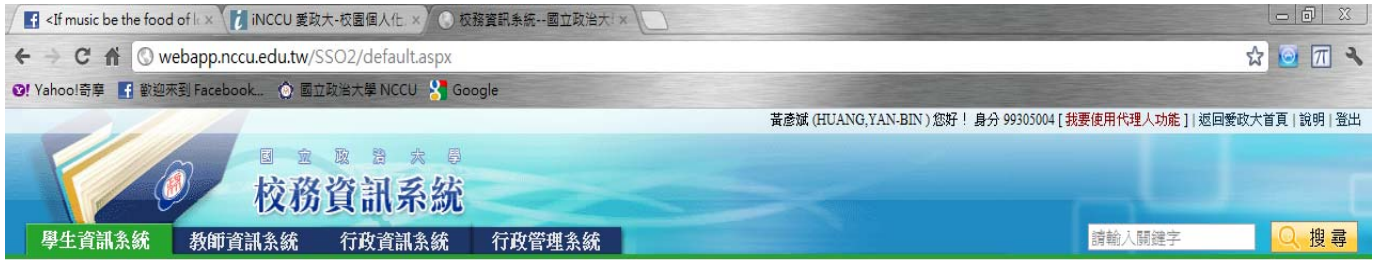 <If music be the food of l
iNCCU 愛政大-校園個人化
校務資訊系統--國立政治大
webapp.nccu.edu.tw/SSO2/default.aspx
Yahoo!奇摩 歡迎來到 Facebook... 國立政治大學 NCCU Google
黃彥斌 (HUANG,YAN-BIN ) 您好！ 身分 99305004 [ 我要使用代理人功能 ] | 返回愛政大首頁 | 說明 | 登出
國立政治大學
校務資訊系統
學生資訊系統 教師資訊系統 行政資訊系統 行政管理系統
請輸入關鍵字 搜尋